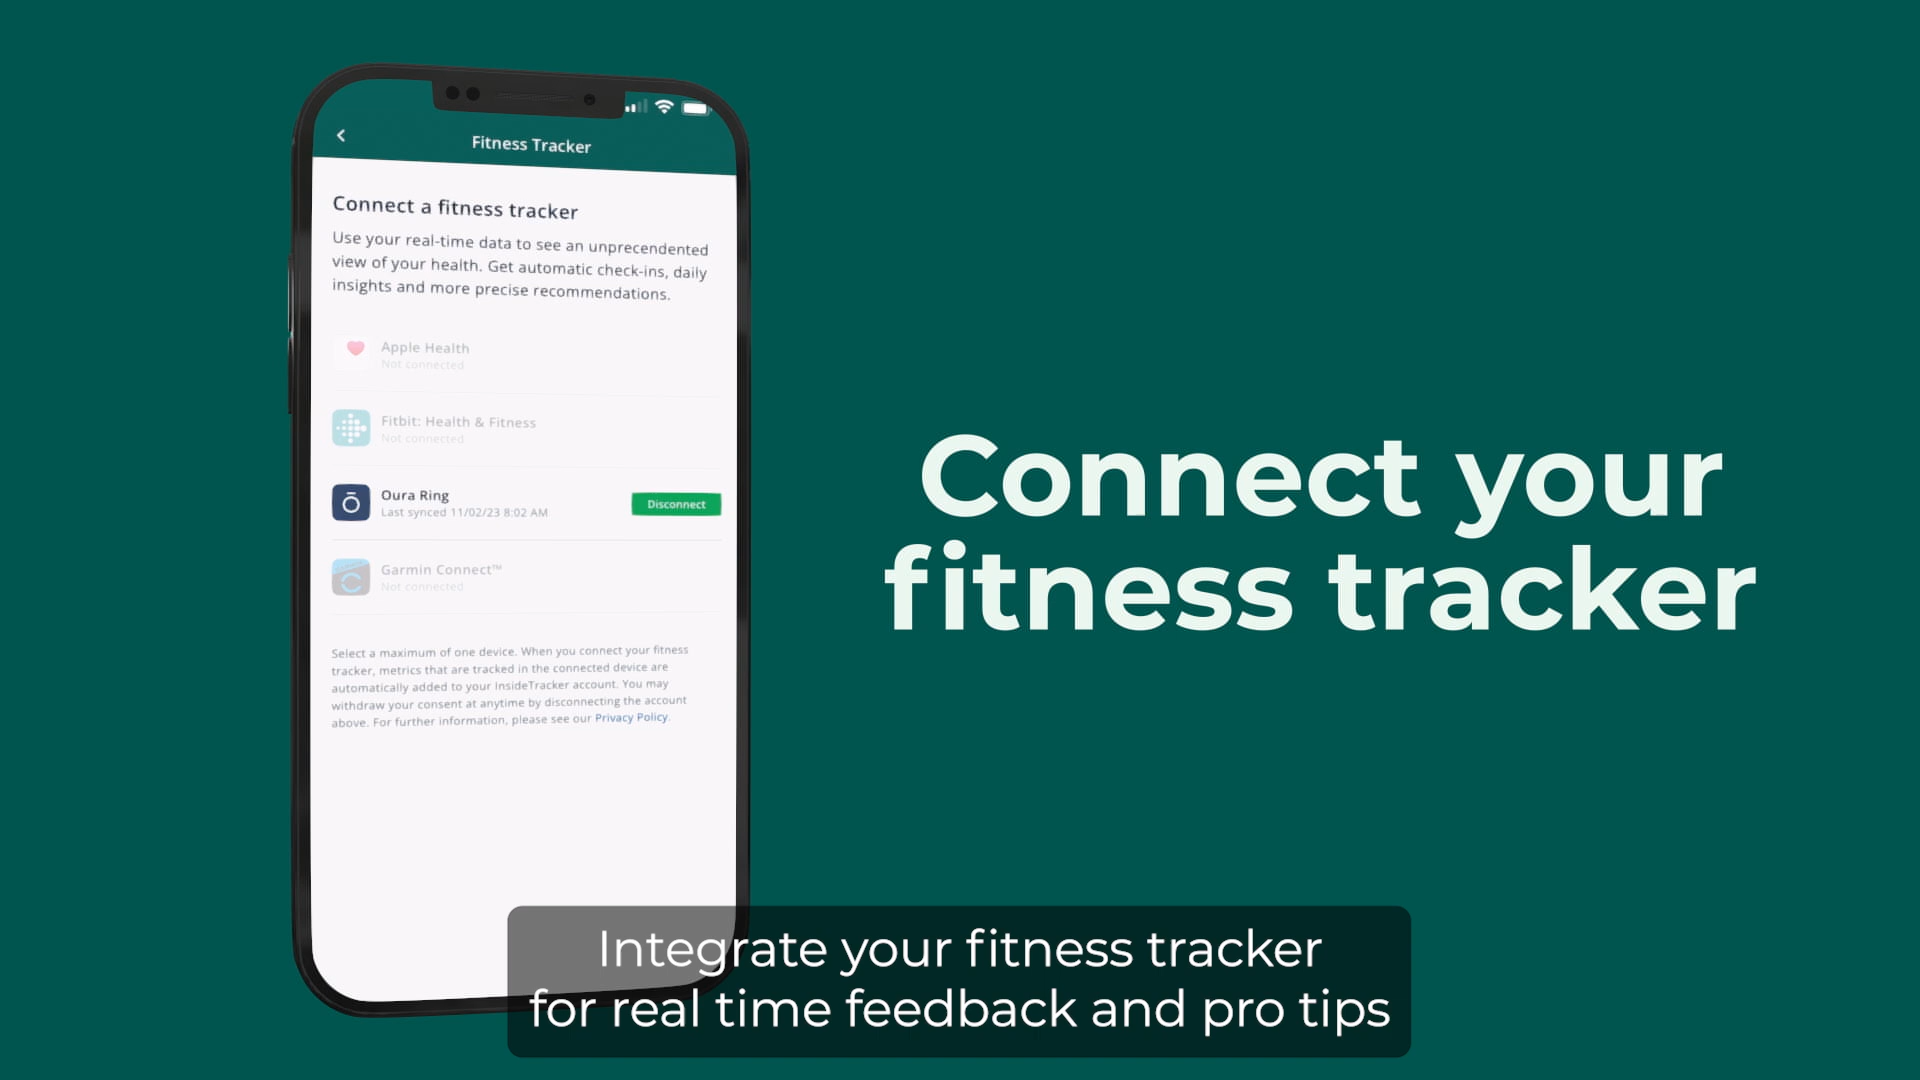 Fitness Tracker
Connect a fitness tracker
Use your real-time data to see an unprecendented
view of your health. Get automatic check-ins, daily
insights and more precise recommendations.
Apple Health
Not connected
Fitbit: Health & Fitness
Not connected
Oura Ring
Last synced 11/02/23 8:02 AM
Disconnect
Garmin Connect™
Not connected
Select a maximum of one device. When you connect your fitness
tracker, metrics that are tracked in the connected device are
automatically added to your InsideTracker account. You may
withdraw your consent at anytime by disconnecting the account
above. For further information, please see our Privacy Policy.
Connect your
fitness tracker
Integrate your fitness tracker
for real time feedback and pro tips